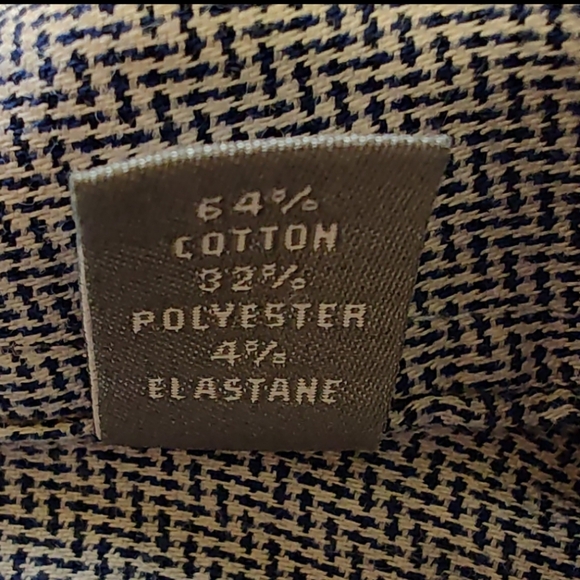 64%
COTTON
32%
POLYESTER
4%
ELASTANE